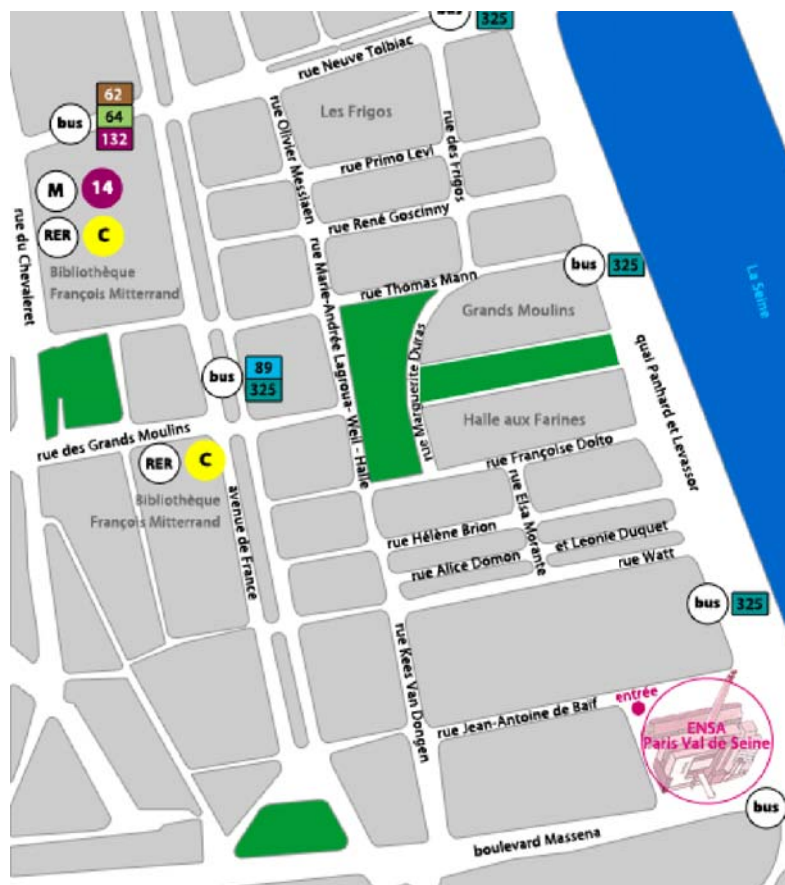 bus
325
rue Neuve Tolbiac
62
64
132
bus
Les Frigos
rue Olivier Messiaen
rue des Frigos
rue Primo Levi
M
14
RER
C
rue du Chevaleret
rue René Goscinny
Bibliothèque
François Mitterrand
bus
325
La Seine
rue Thomas Mann
Grands Moulins
rue Marie-Andrée Lagroua- Weil - Halle
rue Marguerite Duras
quai Panhard et Levassor
bus
89
325
Halle aux Farines
rue des Grands Moulins
RER
C
rue Françoise Dolto
Bibliothèque
François Mitterrand
avenue de France
rue Elsa Morante
rue Hélène Brion
rue Alice Domon
et Leonie Duquet
rue Watt
bus
325
rue Kees Van Dongen
entrée
rue Jean-Antoine de Baïf
ENSA
Paris Val de Seine
bus
boulevard Massena